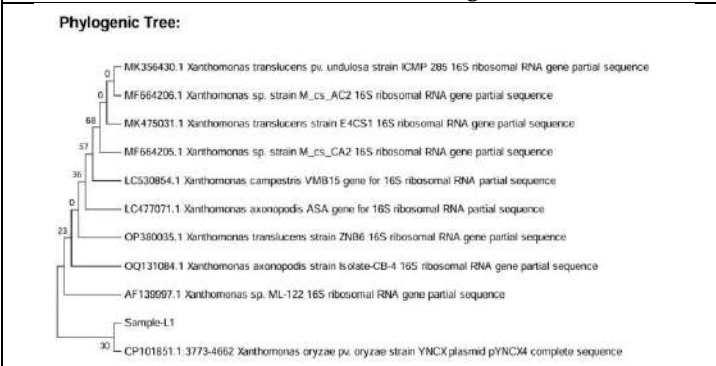 Phylogenic Tree:
0
MK356430.1 Xanthomonas translucens pv. undulosa strain ICMP 285 16S ribosomal RNA gene partial sequence
0
MF664206.1 Xanthomonas sp. strain M_cs_AC2 16S ribosomal RNA gene partial sequence
68
MK475031.1 Xanthomonas translucens strain E4CS1 16S ribosomal RNA gene partial sequence
57
MF664205.1 Xanthomonas sp. strain M_cs_CA2 16S ribosomal RNA gene partial sequence
36
LC530854.1 Xanthomonas campestris VMB15 gene for 16S ribosomal RNA partial sequence
0
LC477071.1 Xanthomonas axonopodis ASA gene for 16S ribosomal RNA partial sequence
23
OP380035.1 Xanthomonas translucens strain ZNB6 16S ribosomal RNA gene partial sequence
OQ131084.1 Xanthomonas axonopodis strain Isolate-CB-4 16S ribosomal RNA gene partial sequence
AF139997.1 Xanthomonas sp. ML-122 16S ribosomal RNA gene partial sequence
Sample-L1
30
CP101851.1:3773-4662 Xanthomonas oryzae pv. oryzae strain YNCX plasmid pYNCX4 complete sequence